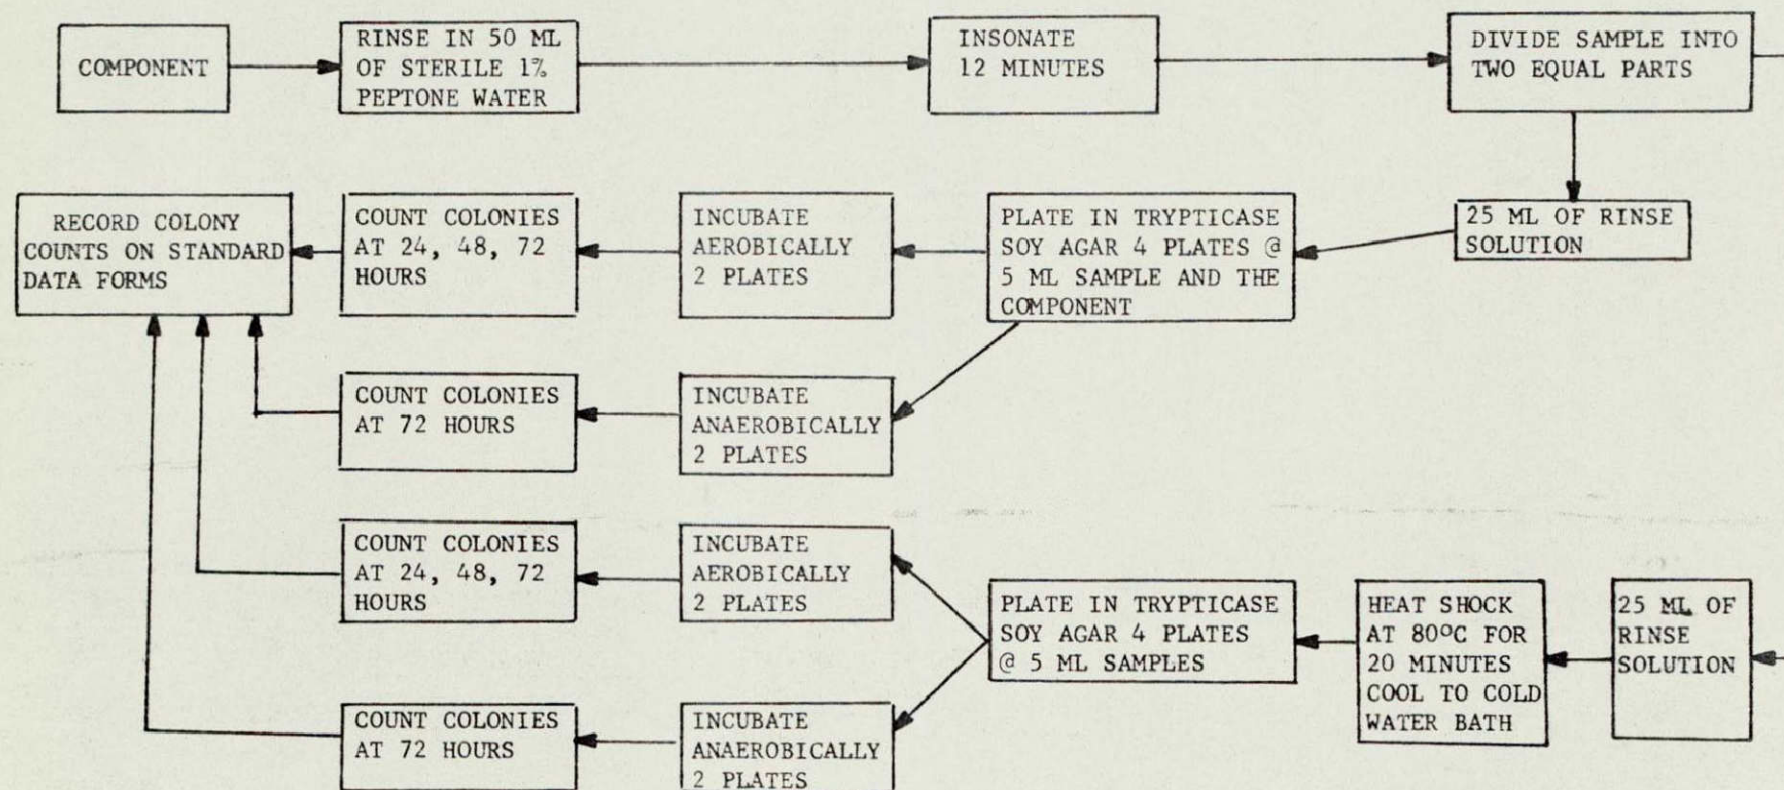 COMPONENT
RINSE IN 50 ML
OF STERILE 1%
PEPTONE WATER
INSONATE
12 MINUTES
DIVIDE SAMPLE INTO
TWO EQUAL PARTS
25 ML OF RINSE
SOLUTION
PLATE IN TRYPTICASE
SOY AGAR 4 PLATES @
5 ML SAMPLE AND THE
COMPONENT
INCUBATE
AEROBICALLY
2 PLATES
COUNT COLONIES
AT 24, 48, 72
HOURS
RECORD COLONY
COUNTS ON STANDARD
DATA FORMS
INCUBATE
ANAEROBICALLY
2 PLATES
COUNT COLONIES
AT 72 HOURS
25 ML OF
RINSE
SOLUTION
HEAT SHOCK
AT 80°C FOR
20 MINUTES
COOL TO COLD
WATER BATH
PLATE IN TRYPTICASE
SOY AGAR 4 PLATES
@ 5 ML SAMPLES
INCUBATE
AEROBICALLY
2 PLATES
COUNT COLONIES
AT 24, 48, 72
HOURS
INCUBATE
ANAEROBICALLY
2 PLATES
COUNT COLONIES
AT 72 HOURS